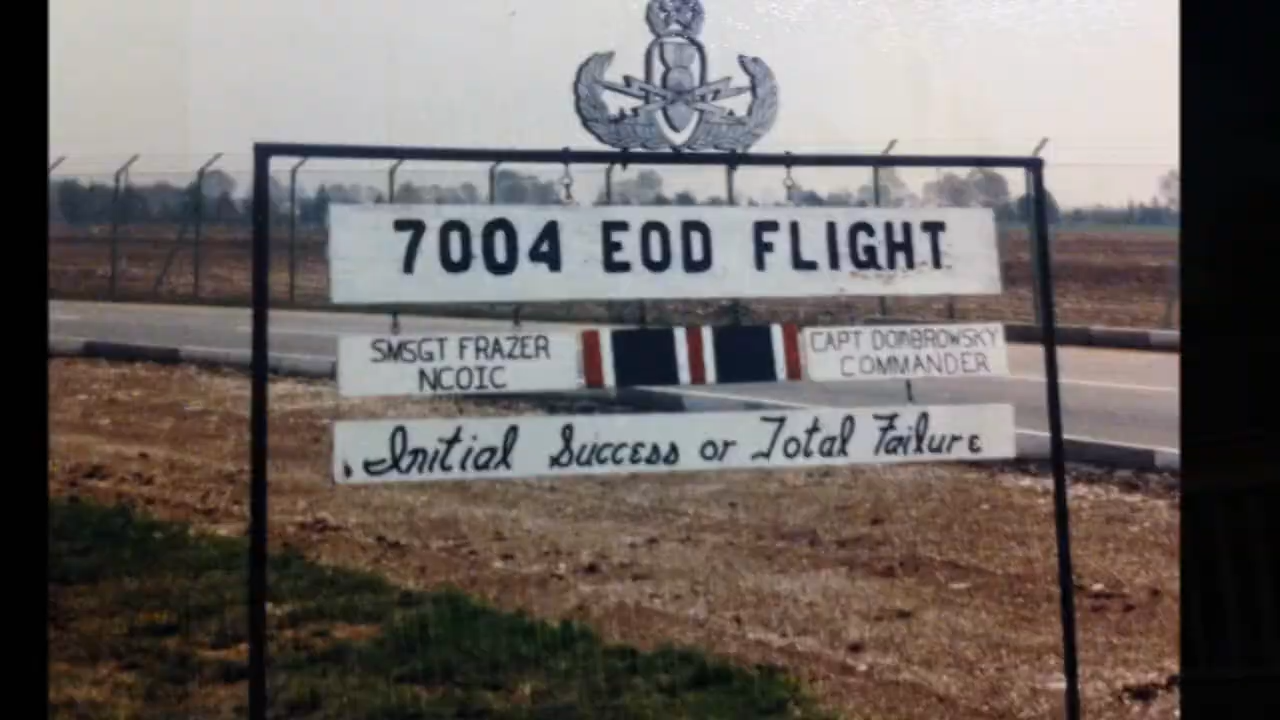 7004 EOD FLIGHT
SMSGT FRAZER
NCOIC
CAPT DOMBROWSKY
COMMANDER
Initial Success or Total Failure